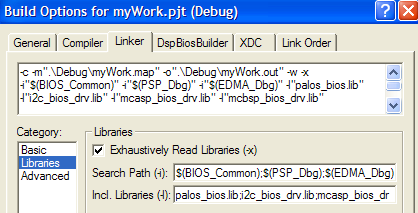 Build Options for myWork.pjt (Debug)
General Compiler Linker DspBiosBuilder XDC Link Order
-c -m".\Debug\myWork.map" -o".\Debug\myWork.out" -w -x
-i"$(BIOS_Common)" -i"$(PSP_Dbg)" -i"$(EDMA_Dbg)" -l"palos_bios.lib"
-l"i2c_bios_drv.lib" -l"mcasp_bios_drv.lib" -l"mcbsp_bios_drv.lib"
Category:
Basic
Libraries
Advanced
Libraries
Exhaustively Read Libraries (-x)
Search Path (-i): $(BIOS_Common);$(PSP_Dbg);$(EDMA_Dbg)
Incl. Libraries (-l): palos_bios.lib;i2c_bios_drv.lib;mcasp_bios_dr